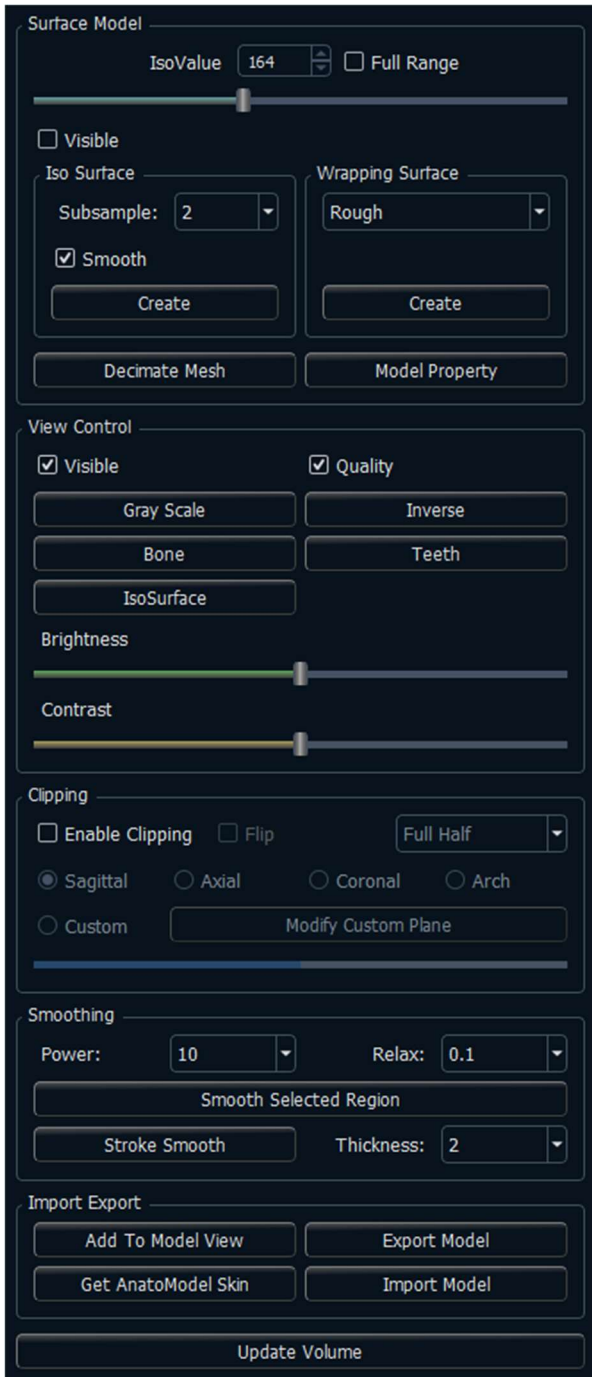 Surface Model
IsoValue 164 Full Range
Visible
Iso Surface
Subsample: 2
Smooth
Create
Wrapping Surface
Rough
Create
Decimate Mesh Model Property
View Control
Visible Quality
Gray Scale Inverse
Bone Teeth
IsoSurface
Brightness
Contrast
Clipping
Enable Clipping Flip Full Half
Sagittal Axial Coronal Arch
Custom Modify Custom Plane
Smoothing
Power: 10 Relax: 0.1
Smooth Selected Region
Stroke Smooth Thickness: 2
Import Export
Add To Model View Export Model
Get AnatoModel Skin Import Model
Update Volume